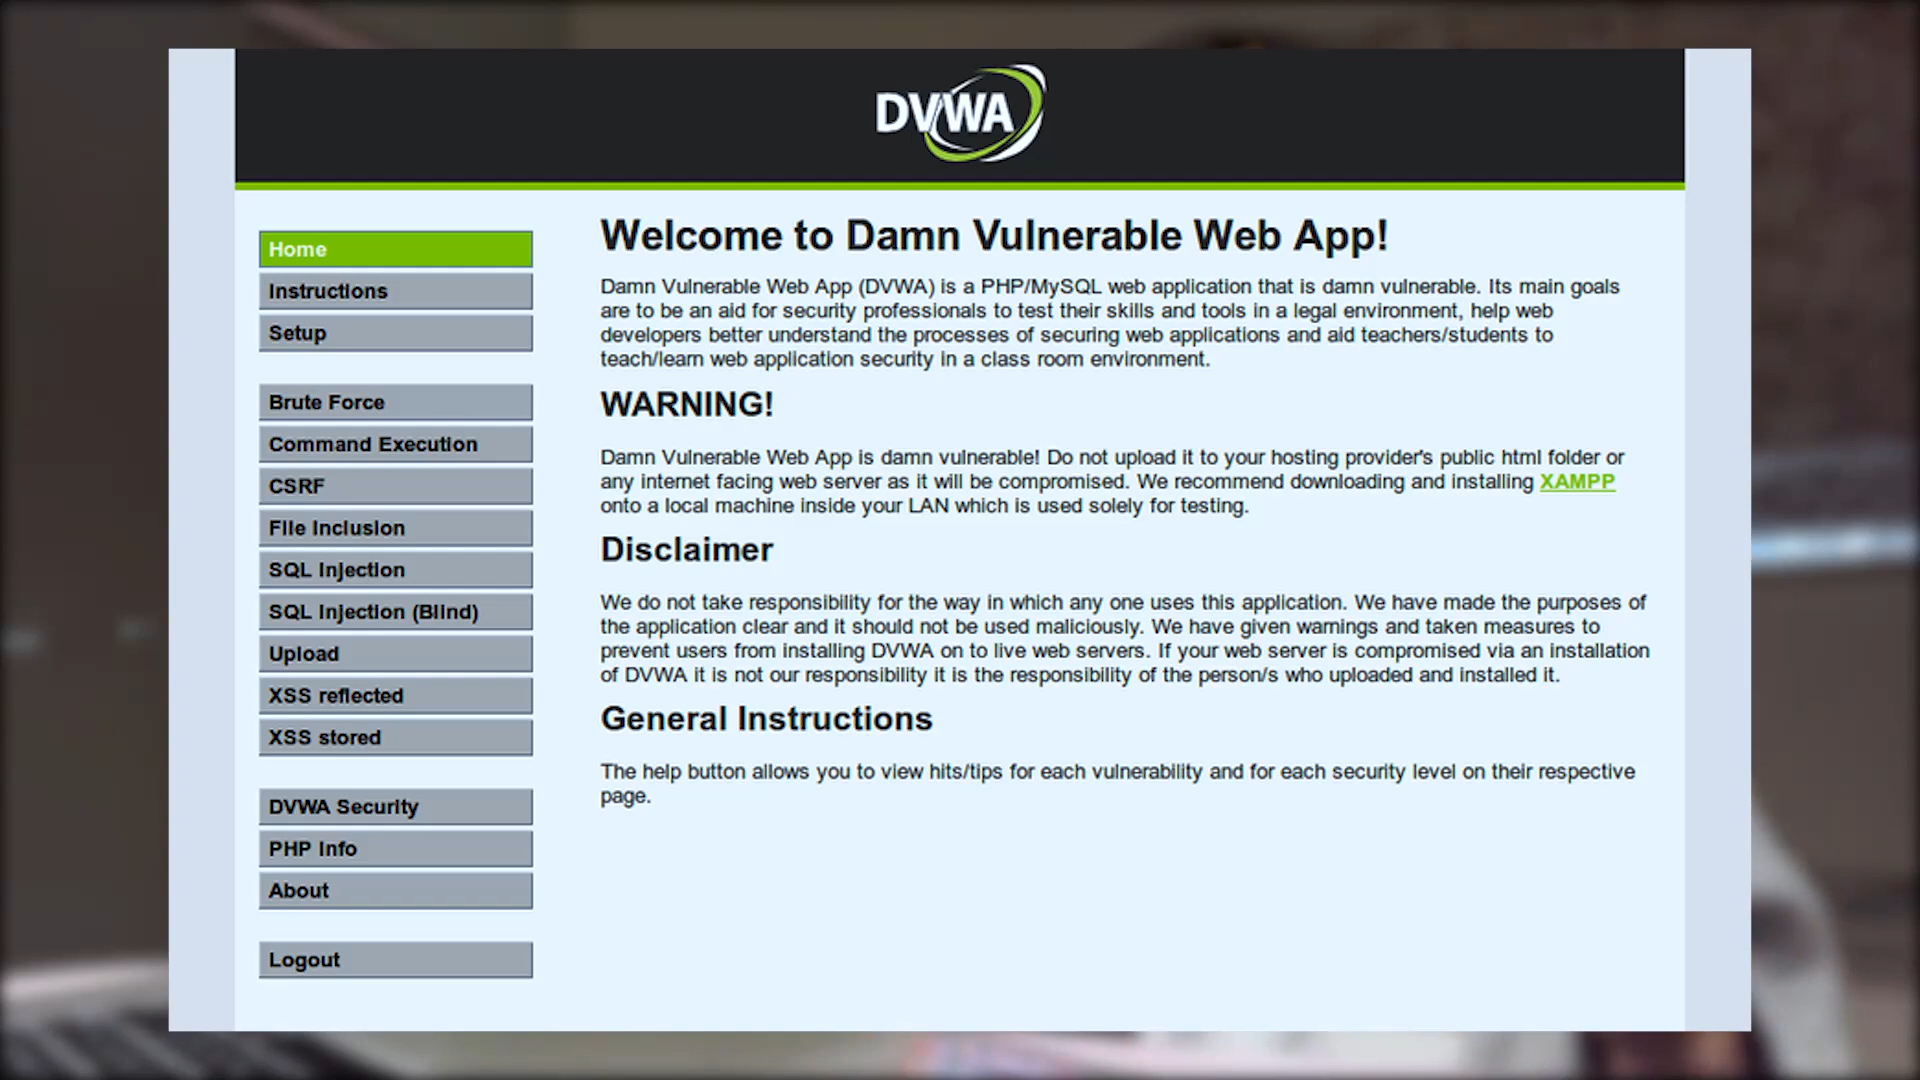 DVWA
Home
Instructions
Setup
Brute Force
Command Execution
CSRF
File Inclusion
SQL Injection
SQL Injection (Blind)
Upload
XSS reflected
XSS stored
DVWA Security
PHP Info
About
Logout
Welcome to Damn Vulnerable Web App!
Damn Vulnerable Web App (DVWA) is a PHP/MySQL web application that is damn vulnerable. Its main goals
are to be an aid for security professionals to test their skills and tools in a legal environment, help web
developers better understand the processes of securing web applications and aid teachers/students to
teach/learn web application security in a class room environment.
WARNING!
Damn Vulnerable Web App is damn vulnerable! Do not upload it to your hosting provider's public html folder or
any internet facing web server as it will be compromised. We recommend downloading and installing XAMPP
onto a local machine inside your LAN which is used solely for testing.
Disclaimer
We do not take responsibility for the way in which any one uses this application. We have made the purposes of
the application clear and it should not be used maliciously. We have given warnings and taken measures to
prevent users from installing DVWA on to live web servers. If your web server is compromised via an installation
of DVWA it is not our responsibility it is the responsibility of the person/s who uploaded and installed it.
General Instructions
The help button allows you to view hits/tips for each vulnerability and for each security level on their respective
page.